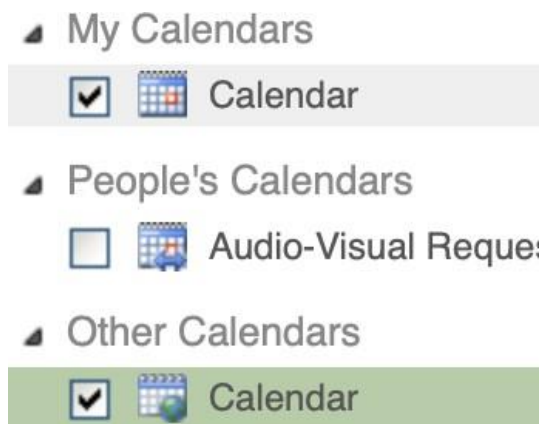 My Calendars
Calendar
People's Calendars
Audio-Visual Reques
Other Calendars
Calendar